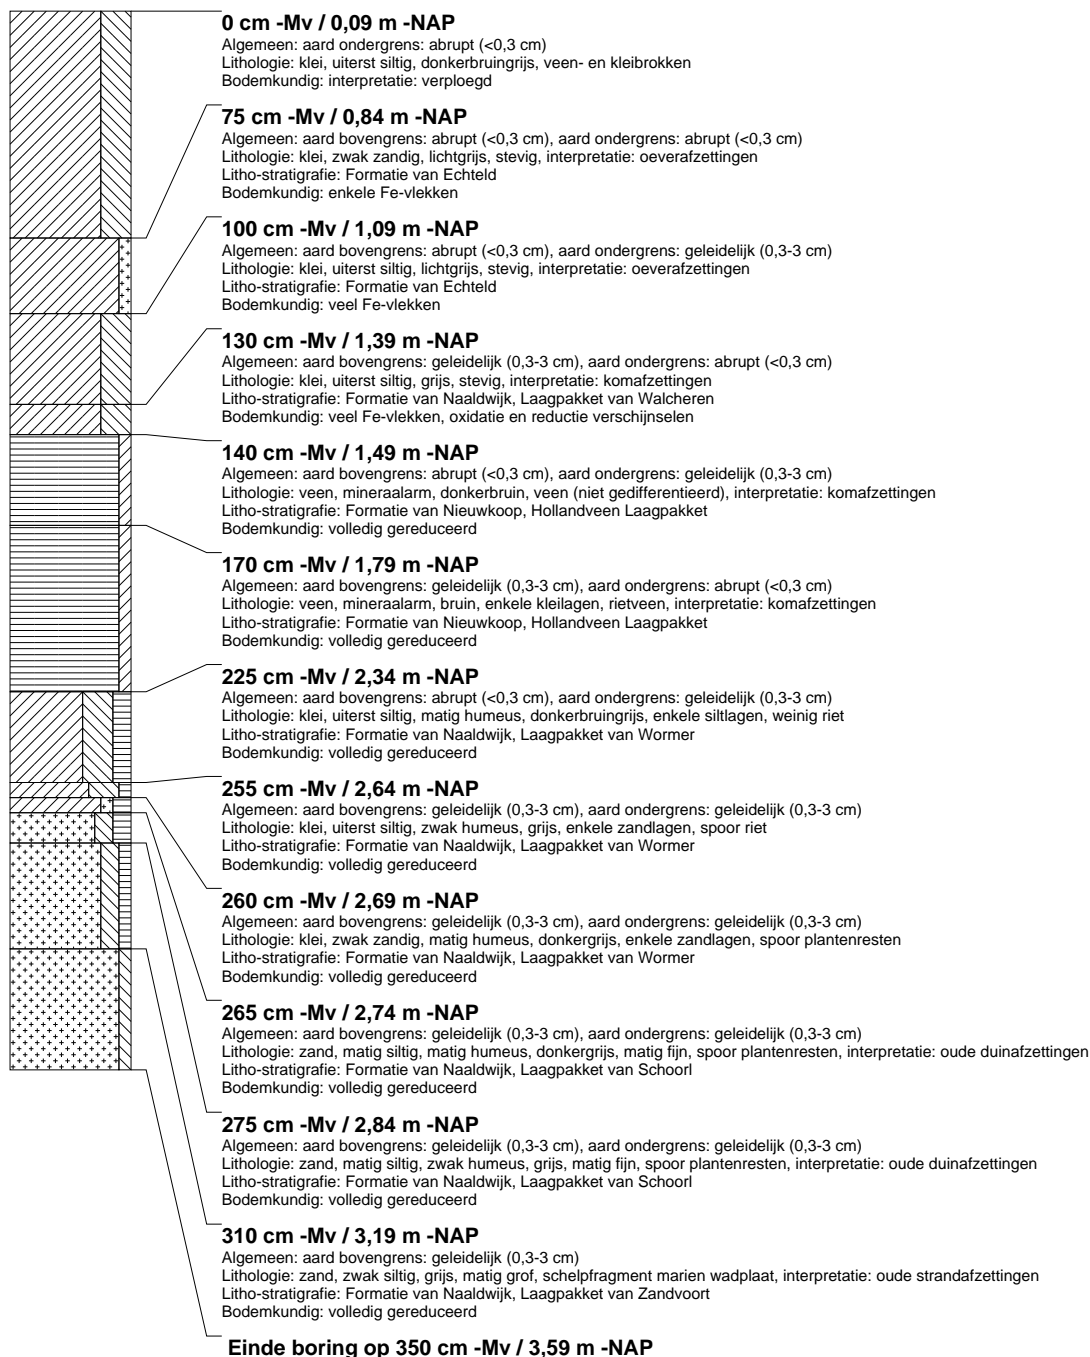 0 cm -Mv / 0,09 m -NAP
Algemeen: aard ondergrens: abrupt (<0,3 cm)
Lithologie: klei, uiterst siltig, donkerbruingrijs, veen- en kleibrokken
Bodemkundig: interpretatie: verploegd
75 cm -Mv / 0,84 m -NAP
Algemeen: aard bovengrens: abrupt (<0,3 cm), aard ondergrens: abrupt (<0,3 cm)
Lithologie: klei, zwak zandig, lichtgrijs, stevig, interpretatie: oeverafzettingen
Litho-stratigrafie: Formatie van Echteld
Bodemkundig: enkele Fe-vlekken
100 cm -Mv / 1,09 m -NAP
Algemeen: aard bovengrens: abrupt (<0,3 cm), aard ondergrens: geleidelijk (0,3-3 cm)
Lithologie: klei, uiterst siltig, lichtgrijs, stevig, interpretatie: oeverafzettingen
Litho-stratigrafie: Formatie van Echteld
Bodemkundig: veel Fe-vlekken
130 cm -Mv / 1,39 m -NAP
Algemeen: aard bovengrens: geleidelijk (0,3-3 cm), aard ondergrens: abrupt (<0,3 cm)
Lithologie: klei, uiterst siltig, grijs, stevig, interpretatie: komafzettingen
Litho-stratigrafie: Formatie van Naaldwijk, Laagpakket van Walcheren
Bodemkundig: veel Fe-vlekken, oxidatie en reductie verschijnselen
140 cm -Mv / 1,49 m -NAP
Algemeen: aard bovengrens: abrupt (<0,3 cm), aard ondergrens: geleidelijk (0,3-3 cm)
Lithologie: veen, mineraalarm, donkerbruin, veen (niet gedifferentieerd), interpretatie: komafzettingen
Litho-stratigrafie: Formatie van Nieuwkoop, Hollandveen Laagpakket
Bodemkundig: volledig gereduceerd
170 cm -Mv / 1,79 m -NAP
Algemeen: aard bovengrens: geleidelijk (0,3-3 cm), aard ondergrens: abrupt (<0,3 cm)
Lithologie: veen, mineraalarm, bruin, enkele kleilagen, rietveen, interpretatie: komafzettingen
Litho-stratigrafie: Formatie van Nieuwkoop, Hollandveen Laagpakket
Bodemkundig: volledig gereduceerd
225 cm -Mv / 2,34 m -NAP
Algemeen: aard bovengrens: abrupt (<0,3 cm), aard ondergrens: geleidelijk (0,3-3 cm)
Lithologie: klei, uiterst siltig, matig humeus, donkerbruingrijs, enkele siltlagen, weinig riet
Litho-stratigrafie: Formatie van Naaldwijk, Laagpakket van Wormer
Bodemkundig: volledig gereduceerd
255 cm -Mv / 2,64 m -NAP
Algemeen: aard bovengrens: geleidelijk (0,3-3 cm), aard ondergrens: geleidelijk (0,3-3 cm)
Lithologie: klei, uiterst siltig, zwak humeus, grijs, enkele zandlagen, spoor riet
Litho-stratigrafie: Formatie van Naaldwijk, Laagpakket van Wormer
Bodemkundig: volledig gereduceerd
260 cm -Mv / 2,69 m -NAP
Algemeen: aard bovengrens: geleidelijk (0,3-3 cm), aard ondergrens: geleidelijk (0,3-3 cm)
Lithologie: klei, zwak zandig, matig humeus, donkergrijs, enkele zandlagen, spoor plantenresten
Litho-stratigrafie: Formatie van Naaldwijk, Laagpakket van Wormer
Bodemkundig: volledig gereduceerd
265 cm -Mv / 2,74 m -NAP
Algemeen: aard bovengrens: geleidelijk (0,3-3 cm), aard ondergrens: geleidelijk (0,3-3 cm)
Lithologie: zand, matig siltig, matig humeus, donkergrijs, matig fijn, spoor plantenresten, interpretatie: oude duinafzettingen
Litho-stratigrafie: Formatie van Naaldwijk, Laagpakket van Schoorl
Bodemkundig: volledig gereduceerd
275 cm -Mv / 2,84 m -NAP
Algemeen: aard bovengrens: geleidelijk (0,3-3 cm), aard ondergrens: geleidelijk (0,3-3 cm)
Lithologie: zand, matig siltig, zwak humeus, grijs, matig fijn, spoor plantenresten, interpretatie: oude duinafzettingen
Litho-stratigrafie: Formatie van Naaldwijk, Laagpakket van Schoorl
Bodemkundig: volledig gereduceerd
310 cm -Mv / 3,19 m -NAP
Algemeen: aard bovengrens: geleidelijk (0,3-3 cm)
Lithologie: zand, zwak siltig, grijs, matig grof, schelpfragment marien wadplaat, interpretatie: oude strandafzettingen
Litho-stratigrafie: Formatie van Naaldwijk, Laagpakket van Zandvoort
Bodemkundig: volledig gereduceerd
Einde boring op 350 cm -Mv / 3,59 m -NAP